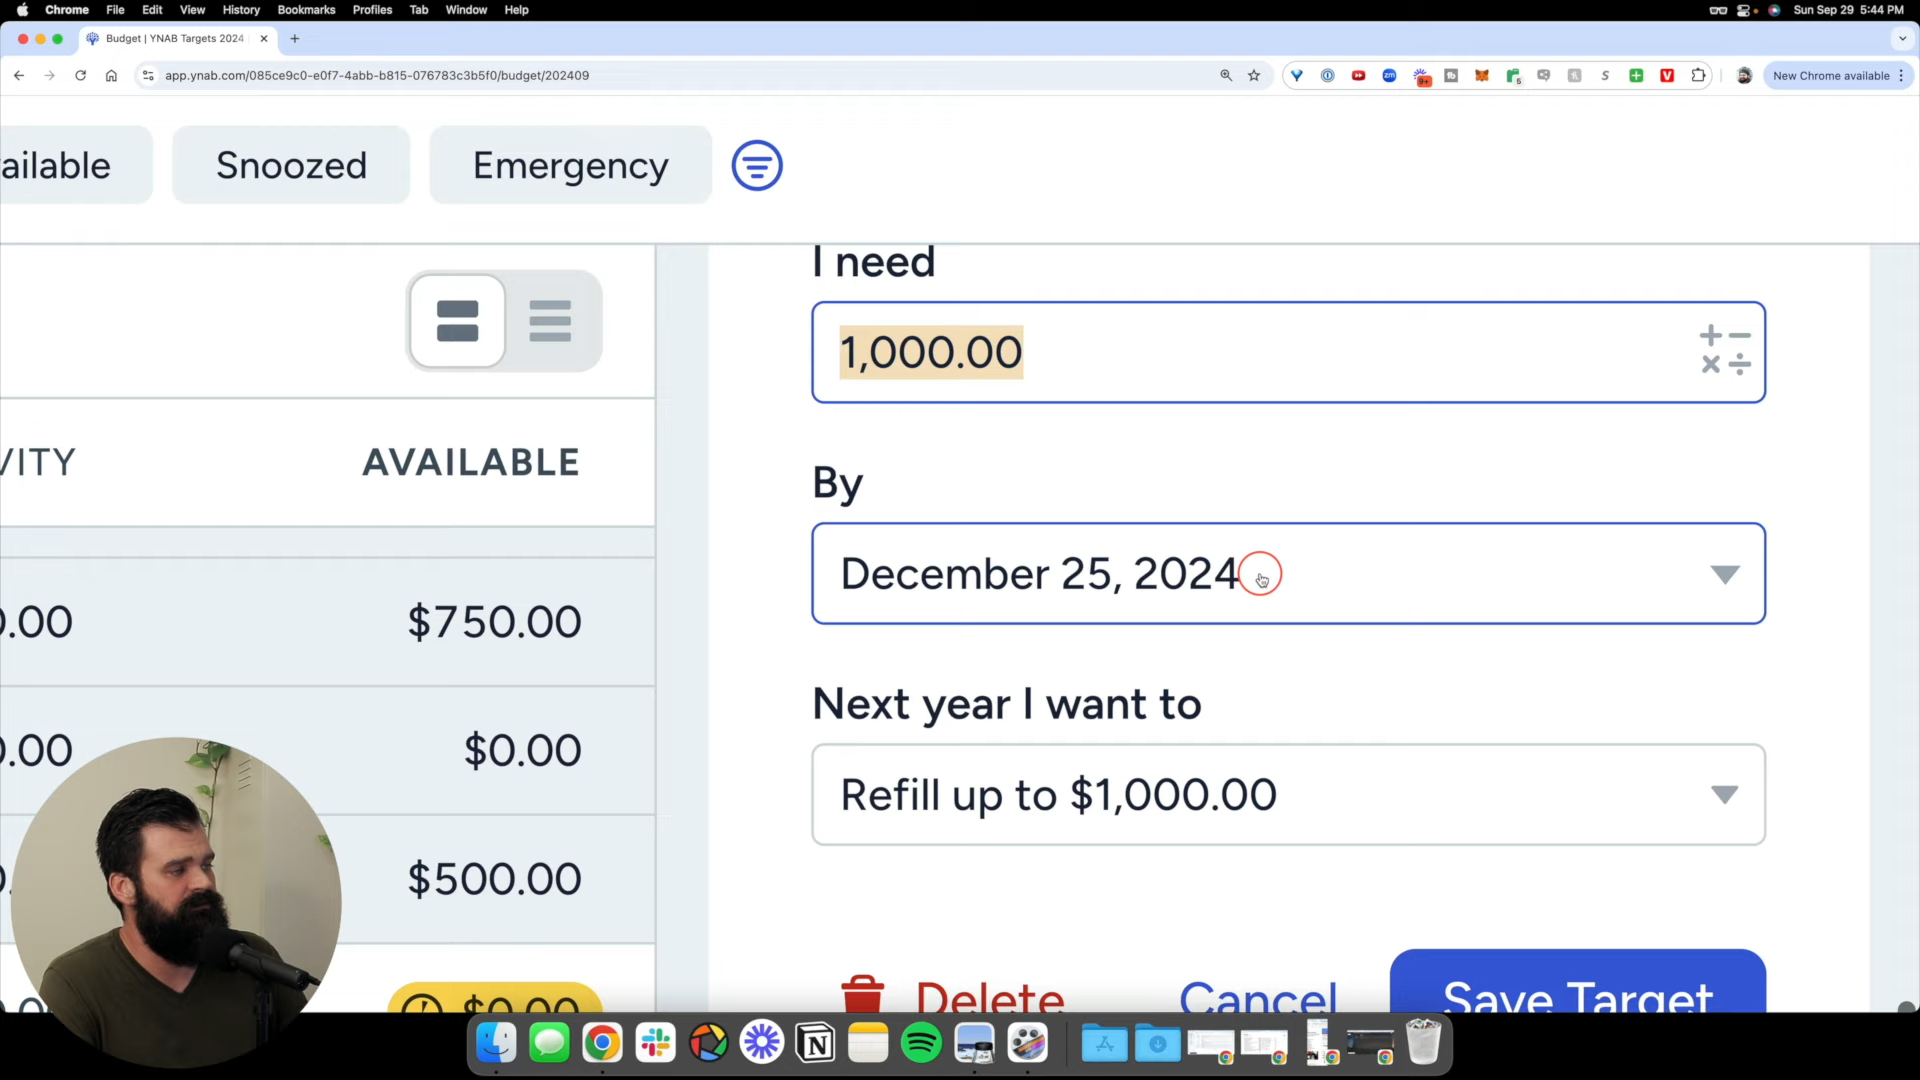 Chrome File Edit View History Bookmarks Profiles Tab Window Help
Sun Sep 29 5:44 PM
Budget | YNAB Targets 2024
app.ynab.com/085ce9c0-e0f7-4abb-b815-076783c3b5f0/budget/202409
New Chrome available
ailable
Snoozed
Emergency
I need
1,000.00
VITY
AVAILABLE
By
December 25, 2024
$750.00
Next year I want to
0.00
$0.00
Refill up to $1,000.00
$500.00
$0.00
Delete
Cancel
Save Target